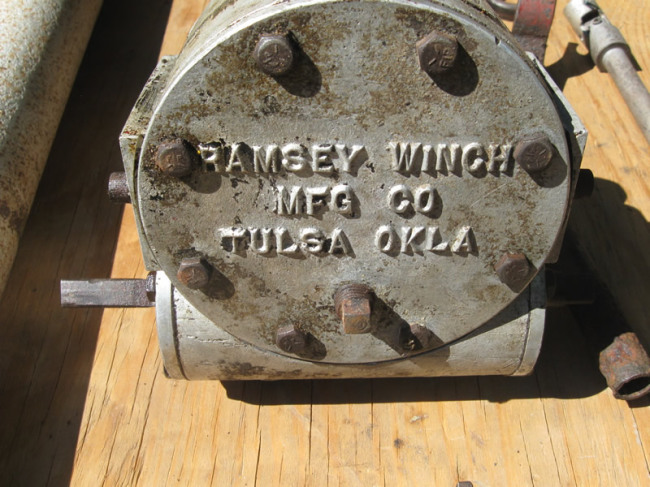 RAMSEY WINCH
MFG CO
TULSA OKLA